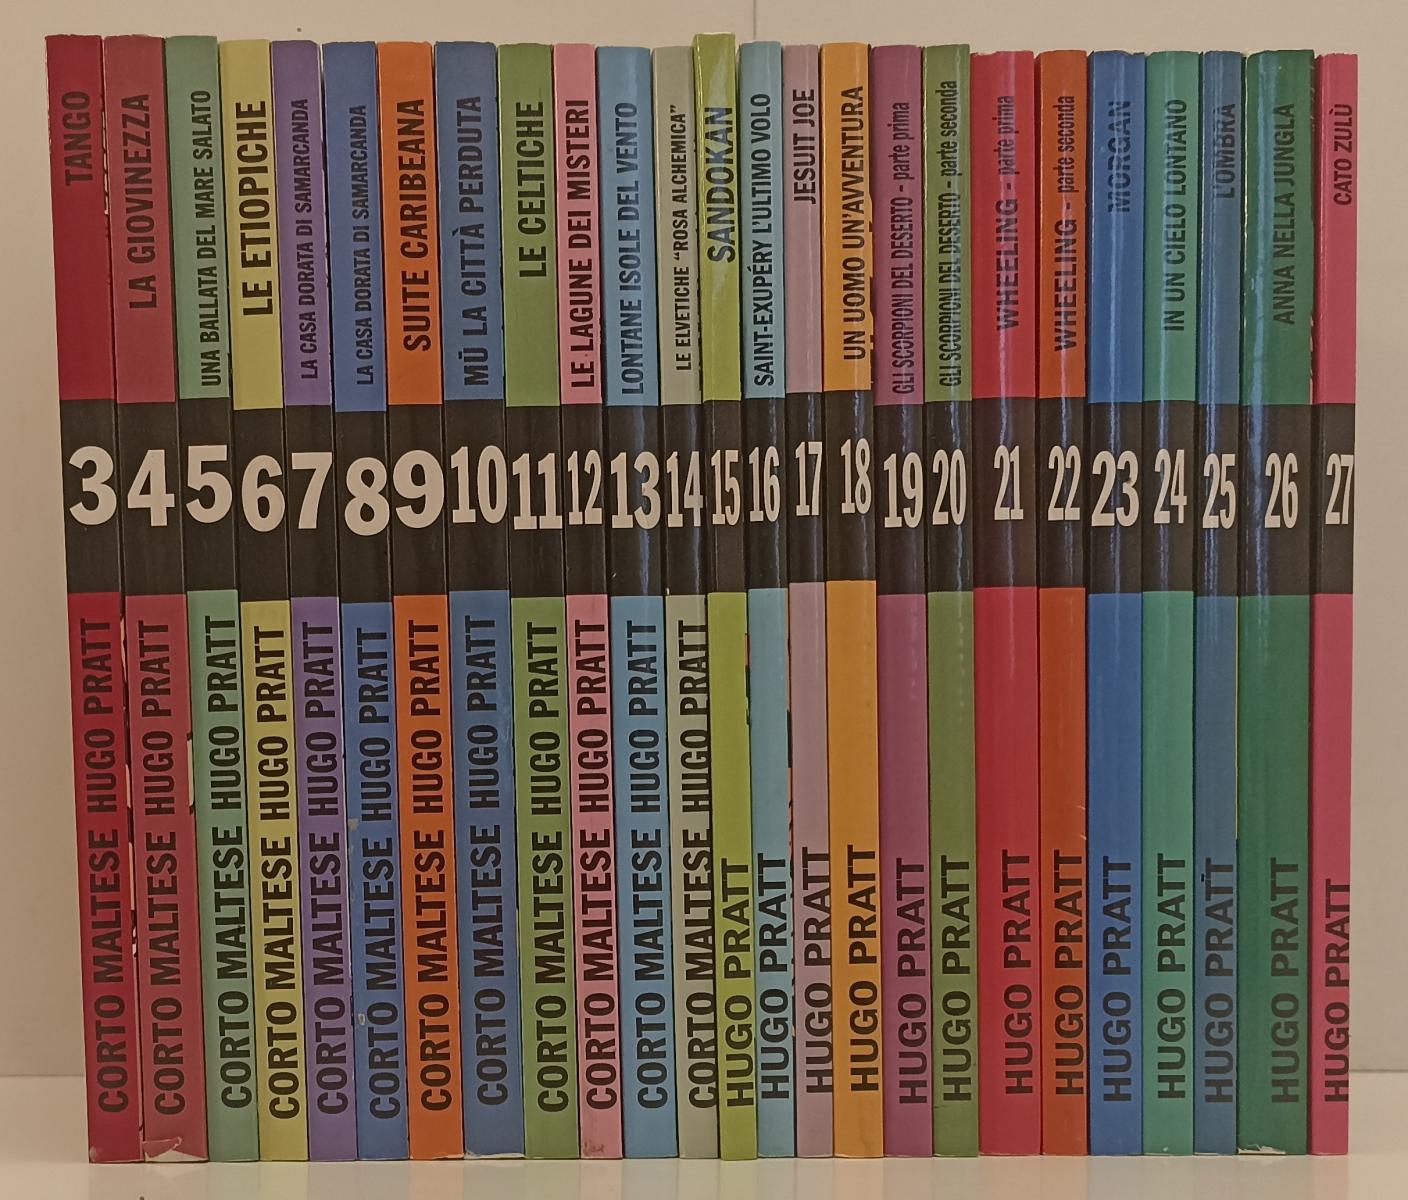 TANGO
3
CORTO MALTESE HUGO PRATT
LA GIOVINEZZA
4
CORTO MALTESE HUGO PRATT
UNA BALLATA DEL MARE SALATO
5
CORTO MALTESE HUGO PRATT
LE ETIOPICHE
6
CORTO MALTESE HUGO PRATT
LA CASA DORATA DI SAMARCANDA
7
CORTO MALTESE HUGO PRATT
LA CASA DORATA DI SAMARCANDA
8
CORTO MALTESE HUGO PRATT
SUITE CARIBEANA
9
CORTO MALTESE HUGO PRATT
MŪ LA CITTÀ PERDUTA
10
CORTO MALTESE HUGO PRATT
LE CELTICHE
11
CORTO MALTESE HUGO PRATT
LE LAGUNE DEI MISTERI
12
CORTO MALTESE HUGO PRATT
LONTANE ISOLE DEL VENTO
13
CORTO MALTESE HUGO PRATT
LE ELVETICHE "ROSA ALCHEMICA"
14
CORTO MALTESE HUGO PRATT
SANDOKAN
15
HUGO PRATT
SAINT-EXUPÉRY L'ULTIMO VOLO
16
HUGO PRATT
JESUIT JOE
17
HUGO PRATT
UN UOMO UN'AVVENTURA
18
HUGO PRATT
GLI SCORPIONI DEL DESERTO - parte prima
19
HUGO PRATT
GLI SCORPIONI DEL DESERTO - parte seconda
20
HUGO PRATT
WHEELING - parte prima
21
HUGO PRATT
WHEELING - parte seconda
22
HUGO PRATT
MORGAN
23
HUGO PRATT
IN UN CIELO LONTANO
24
HUGO PRATT
L'OMBRA
25
HUGO PRATT
ANNA NELLA JUNGLA
26
HUGO PRATT
CATO ZULÙ
27
HUGO PRATT